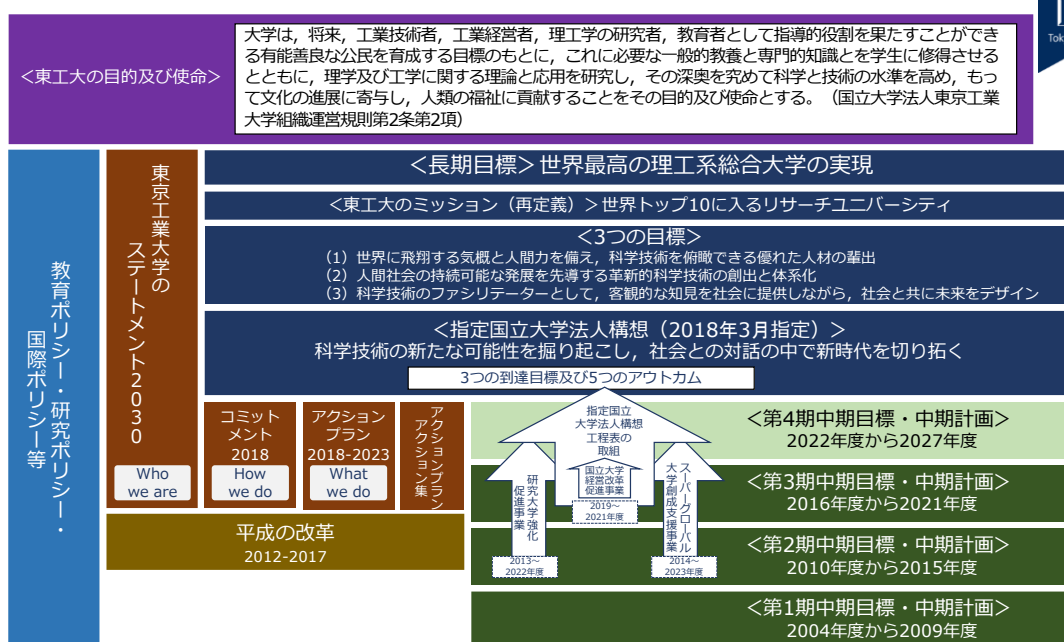 <東工大の目的及び使命>
大学は，将来，工業技術者，工業経営者，理工学の研究者，教育者として指導的役割を果たすことができ
る有能善良な公民を育成する目標のもとに，これに必要な一般的教養と専門的知識とを学生に修得させる
とともに，理学及び工学に関する理論と応用を研究し，その深奥を究めて科学と技術の水準を高め，もっ
て文化の進展に寄与し，人類の福祉に貢献することをその目的及び使命とする。（国立大学法人東京工業
大学組織運営規則第2条第2項）
教育ポリシー・研究ポリシー・
国際ポリシー等
東京工業大学の
ステートメント2030
Who
we are
<長期目標> 世界最高の理工系総合大学の実現
<東工大のミッション（再定義）> 世界トップ10に入るリサーチユニバーシティ
<3つの目標>
（1）世界に飛翔する気概と人間力を備え，科学技術を俯瞰できる優れた人材の輩出
（2）人間社会の持続可能な発展を先導する革新的科学技術の創出と体系化
（3）科学技術のファシリテーターとして，客観的な知見を社会に提供しながら，社会と共に未来をデザイン
<指定国立大学法人構想（2018年3月指定）>
科学技術の新たな可能性を掘り起こし，社会との対話の中で新時代を切り拓く
3つの到達目標及び5つのアウトカム
コミット
メント
2018
How
we do
アクション
プラン
2018-2023
What
we do
アクションプラン
アクション集
平成の改革
2012-2017
指定国立
大学法人構想
工程表の
取組
国立大学
経営改革
促進事業
2019～
2021年度
研究大学強化
促進事業
2013～
2022年度
スーパーグローバル
大学創成支援事業
2014～
2023年度
<第4期中期目標・中期計画>
2022年度から2027年度
<第3期中期目標・中期計画>
2016年度から2021年度
<第2期中期目標・中期計画>
2010年度から2015年度
<第1期中期目標・中期計画>
2004年度から2009年度